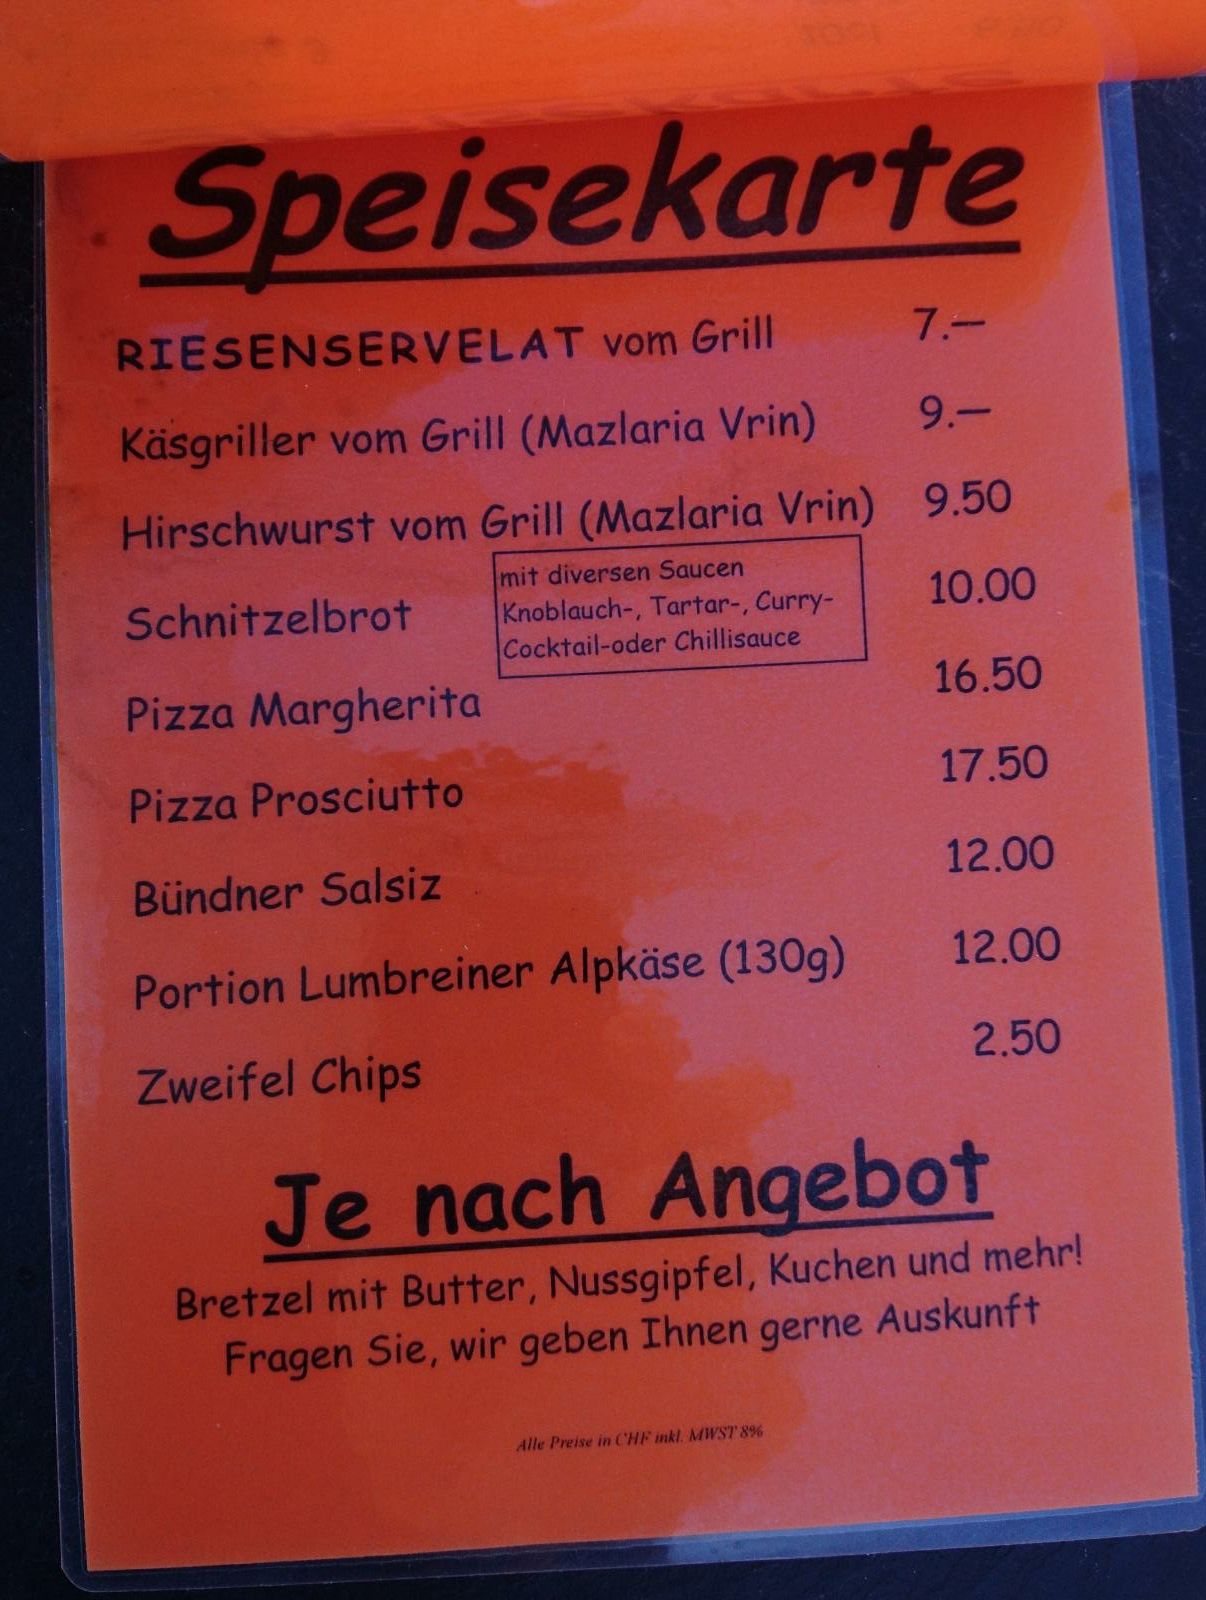 Speisekarte
RIESENSERVELAT vom Grill 7.—
Käsgriller vom Grill (Mazlaria Vrin) 9.—
Hirschwurst vom Grill (Mazlaria Vrin) 9.50
Schnitzelbrot 10.00
mit diversen Saucen
Knoblauch-, Tartar-, Curry-
Cocktail-oder Chillisauce
Pizza Margherita 16.50
Pizza Prosciutto 17.50
Bündner Salsiz 12.00
Portion Lumbreiner Alpkäse (130g) 12.00
Zweifel Chips 2.50
Je nach Angebot
Bretzel mit Butter, Nussgipfel, Kuchen und mehr!
Fragen Sie, wir geben Ihnen gerne Auskunft
Alle Preise in CHF inkl. MWST 8%